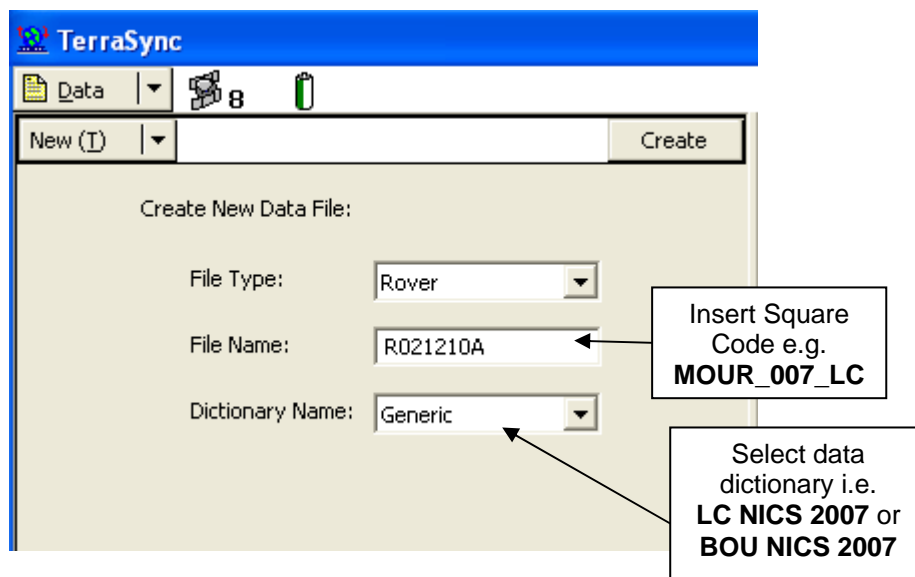 TerraSync
Data
8
New (T)
Create
Create New Data File:
File Type:
Rover
File Name:
R021210A
Dictionary Name:
Generic
Insert Square
Code e.g.
MOUR_007_LC
Select data
dictionary i.e.
LC NICS 2007 or
BOU NICS 2007